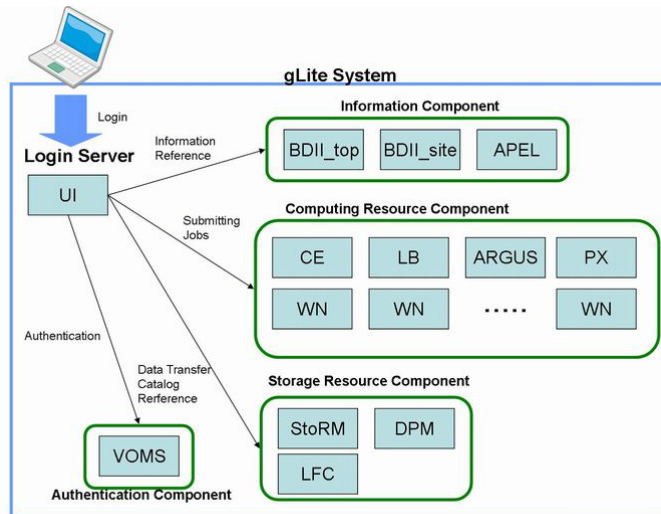 gLite System
Login
Login Server
UI
Information
Reference
Information Component
BDII_top
BDII_site
APEL
Submitting
Jobs
Computing Resource Component
CE
LB
ARGUS
PX
WN
WN
.....
WN
Authentication
Data Transfer
Catalog
Rerference
Storage Resource Component
StoRM
DPM
LFC
VOMS
Authentication Component